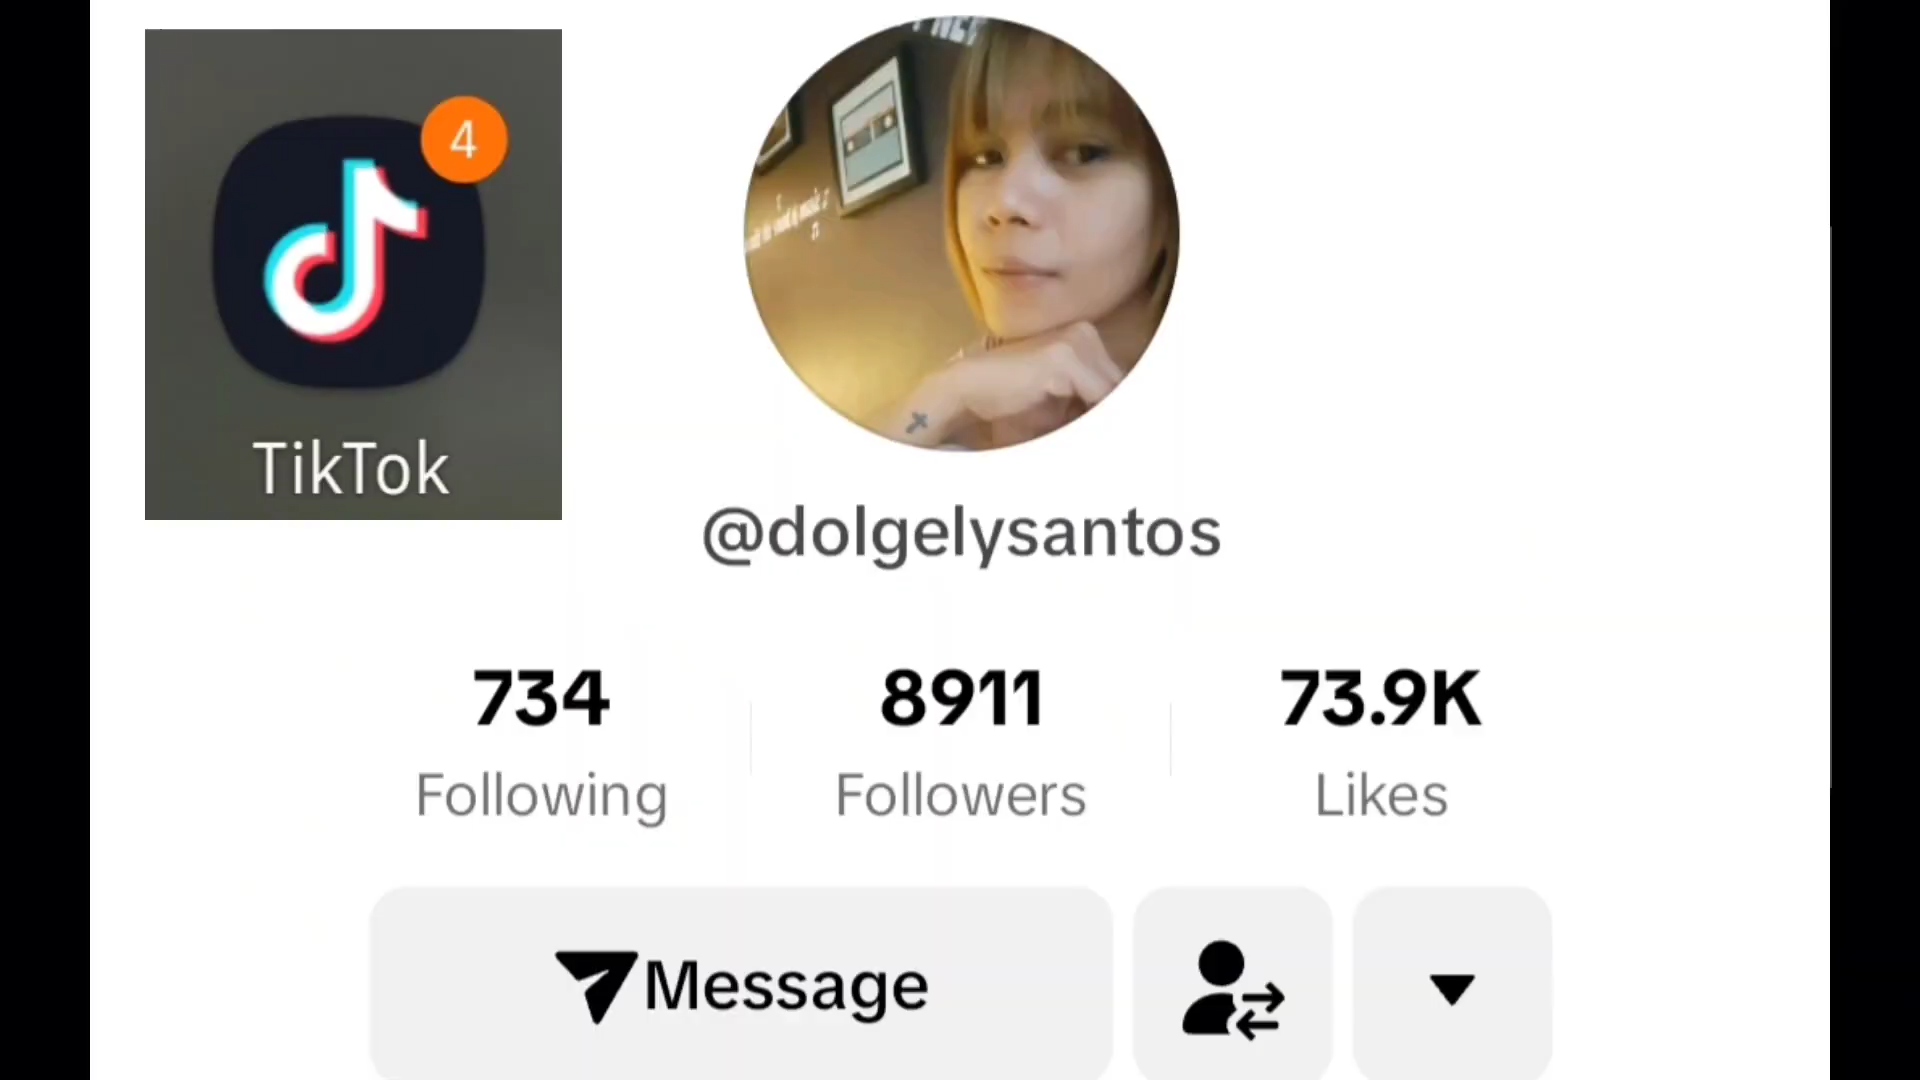 4
TikTok
@dolgelysantos
734
Following
8911
Followers
73.9K
Likes
Message